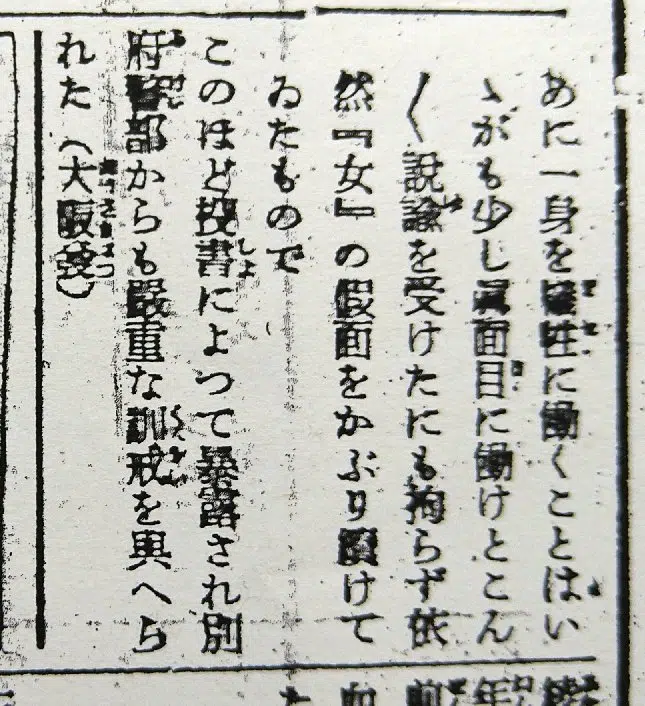 めに一身を犧牲に働くことはい
ゝがも少し眞面目に働けとこん
〱說諭を受けたにも拘らず依
然『女』の假面をかぶり續けて
ゐたもので
このほど投書によつて暴露され別
府警部からも嚴重な訓戒を與へら
れた（大阪發）